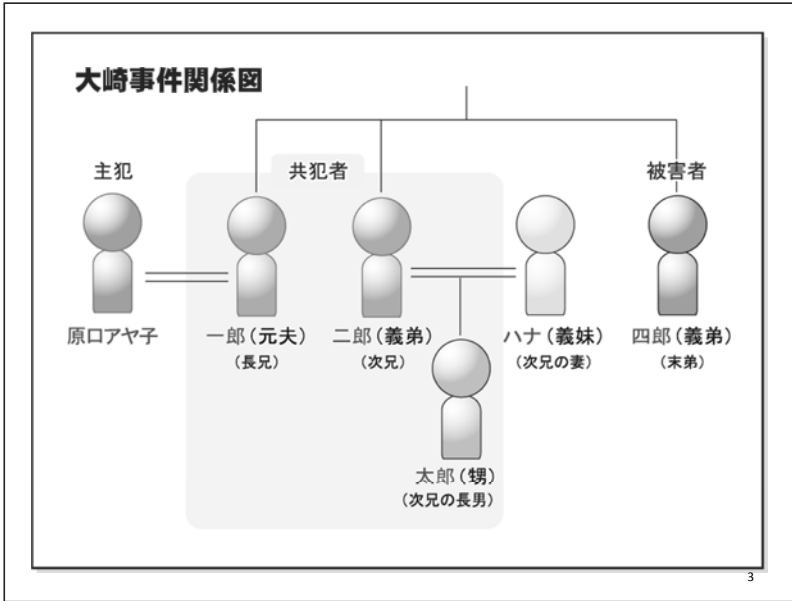 大崎事件関係図
主犯
共犯者
被害者
原口アヤ子
一郎(元夫)
(長兄)
二郎(義弟)
(次兄)
ハナ(義妹)
(次兄の妻)
四郎(義弟)
(末弟)
太郎(甥)
(次兄の長男)
3